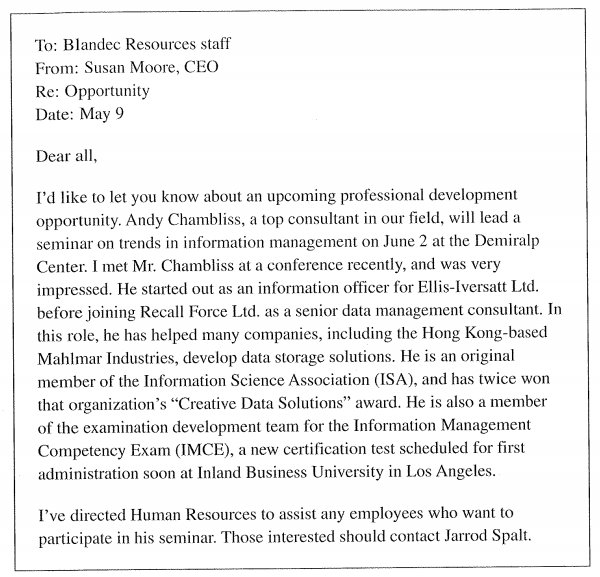 To: Blandec Resources staff
From: Susan Moore, CEO
Re: Opportunity
Date: May 9
Dear all,
I'd like to let you know about an upcoming professional development
opportunity. Andy Chambliss, a top consultant in our field, will lead a
seminar on trends in information management on June 2 at the Demiralp
Center. I met Mr. Chambliss at a conference recently, and was very
impressed. He started out as an information officer for Ellis-Iversatt Ltd.
before joining Recall Force Ltd. as a senior data management consultant. In
this role, he has helped many companies, including the Hong Kong-based
Mahlmar Industries, develop data storage solutions. He is an original
member of the Information Science Association (ISA), and has twice won
that organization's “Creative Data Solutions” award. He is also a member
of the examination development team for the Information Management
Competency Exam (IMCE), a new certification test scheduled for first
administration soon at Inland Business University in Los Angeles.
I've directed Human Resources to assist any employees who want to
participate in his seminar. Those interested should contact Jarrod Spalt.